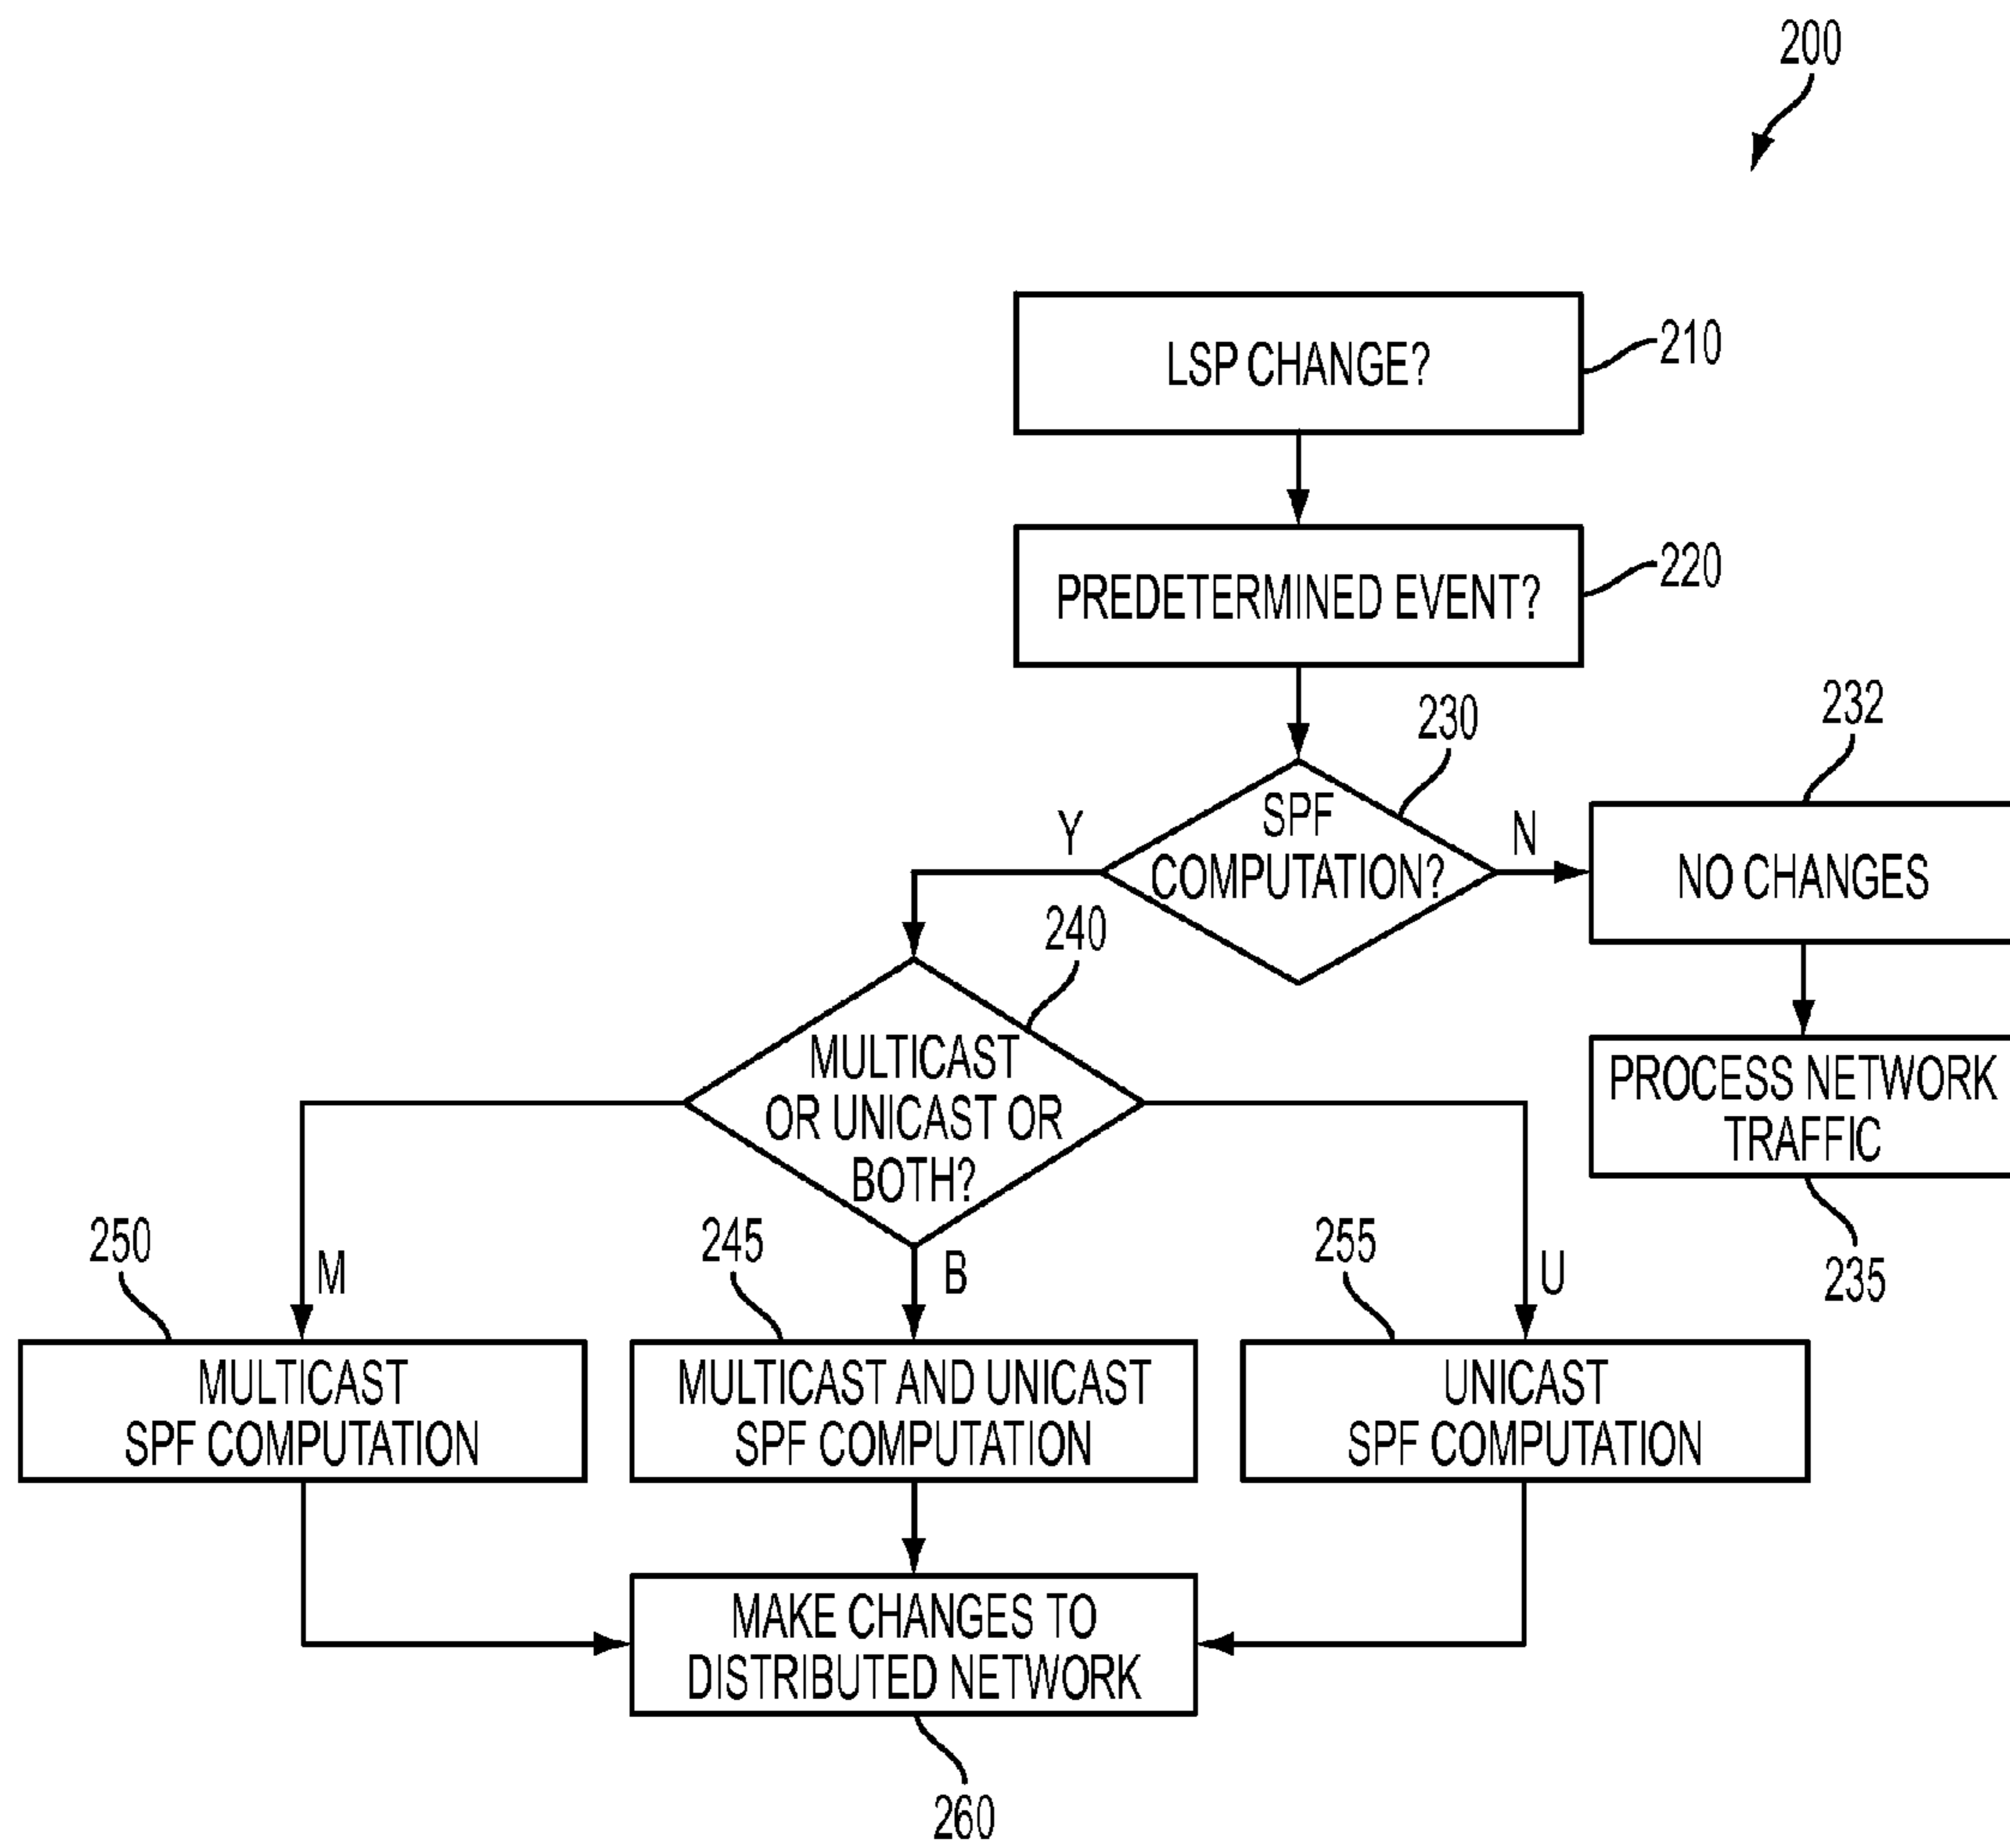 200
LSP CHANGE?
210
PREDETERMINED EVENT?
220
230
232
SPF
COMPUTATION?
Y
N
NO CHANGES
240
MULTICAST
OR UNICAST OR
BOTH?
PROCESS NETWORK
TRAFFIC
235
250
M
245
B
255
U
MULTICAST
SPF COMPUTATION
MULTICAST AND UNICAST
SPF COMPUTATION
UNICAST
SPF COMPUTATION
MAKE CHANGES TO
DISTRIBUTED NETWORK
260